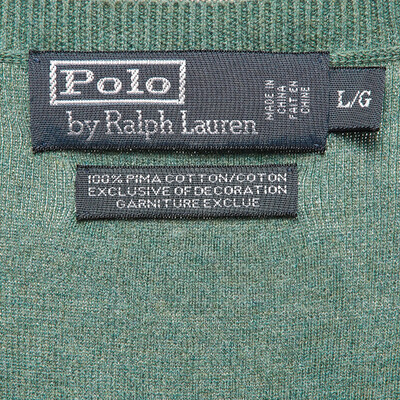 Polo
by Ralph Lauren
MADE IN
CHINA
FAIT EN
CHINE
L/G
100% PIMA COTTON/COTON
EXCLUSIVE OF DECORATION
GARNITURE EXCLUE